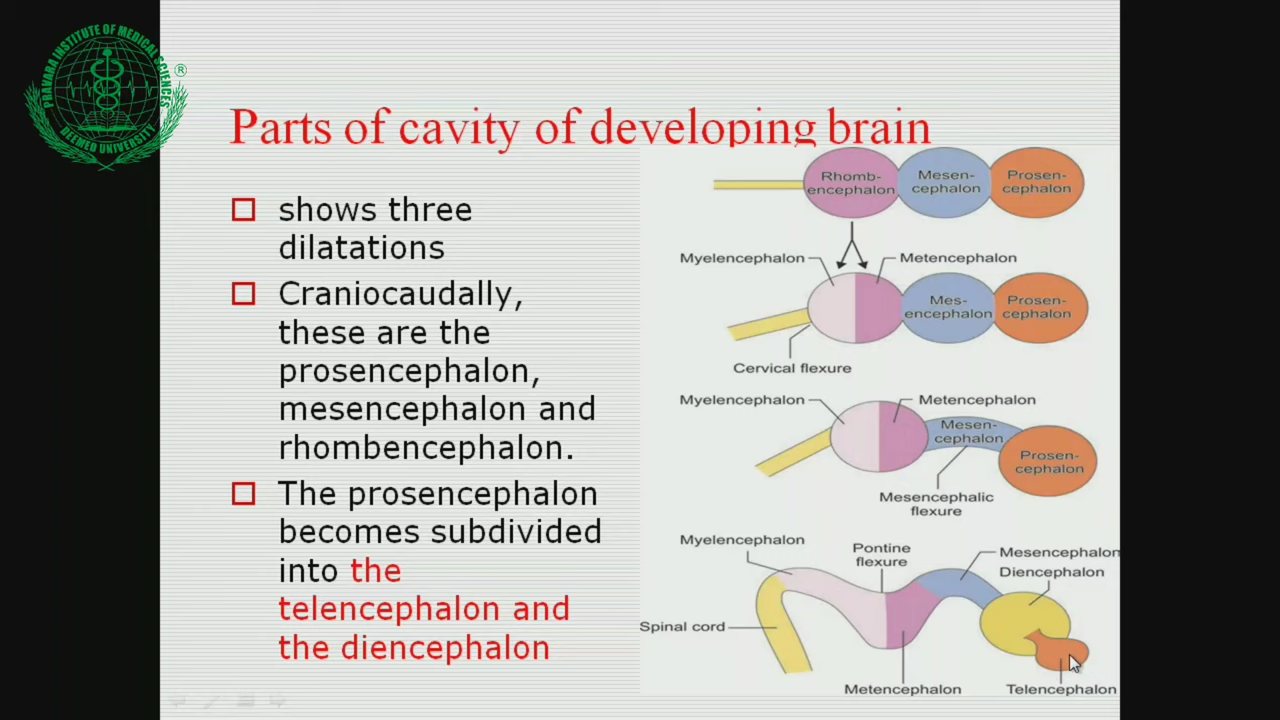 PRAVARA INSTITUTE OF MEDICAL SCIENCES
DEEMED UNIVERSITY
®
Parts of cavity of developing brain
shows three
dilatations
Craniocaudally,
these are the
prosencephalon,
mesencephalon and
rhombencephalon.
The prosencephalon
becomes subdivided
into the
telencephalon and
the diencephalon
Rhomb-
encephalon
Mesen-
cephalon
Prosen-
cephalon
Myelencephalon
Metencephalon
Mes-
encephalon
Prosen-
cephalon
Cervical flexure
Myelencephalon
Metencephalon
Mesen-
cephalon
Prosen-
cephalon
Mesencephalic
flexure
Myelencephalon
Pontine
flexure
Mesencephalon
Diencephalon
Spinal cord
Metencephalon
Telencephalon